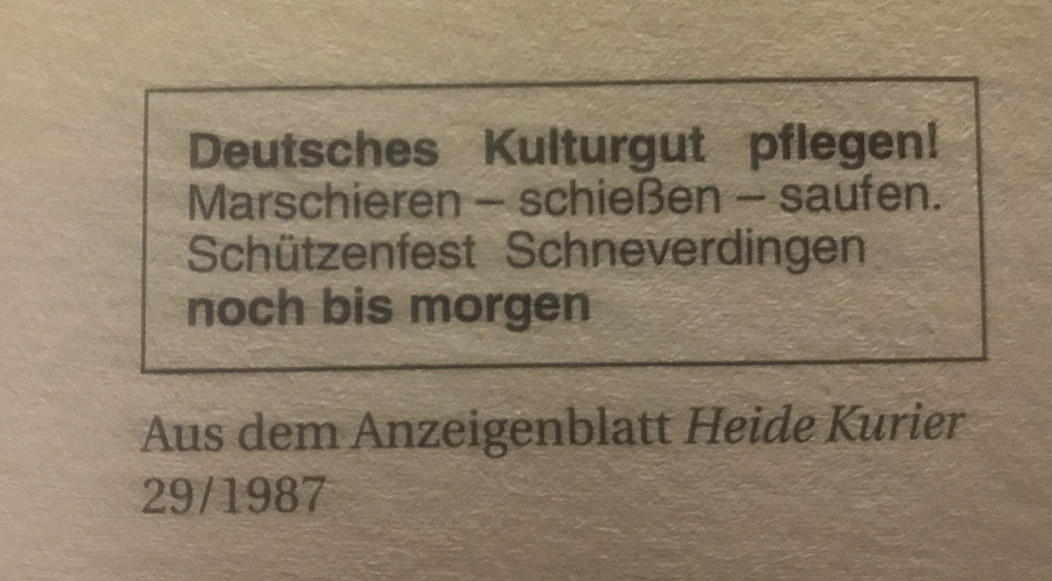 Deutsches Kulturgut pflegen!
Marschieren – schießen – saufen.
Schützenfest Schneverdingen
noch bis morgen
Aus dem Anzeigenblatt Heide Kurier
29/1987